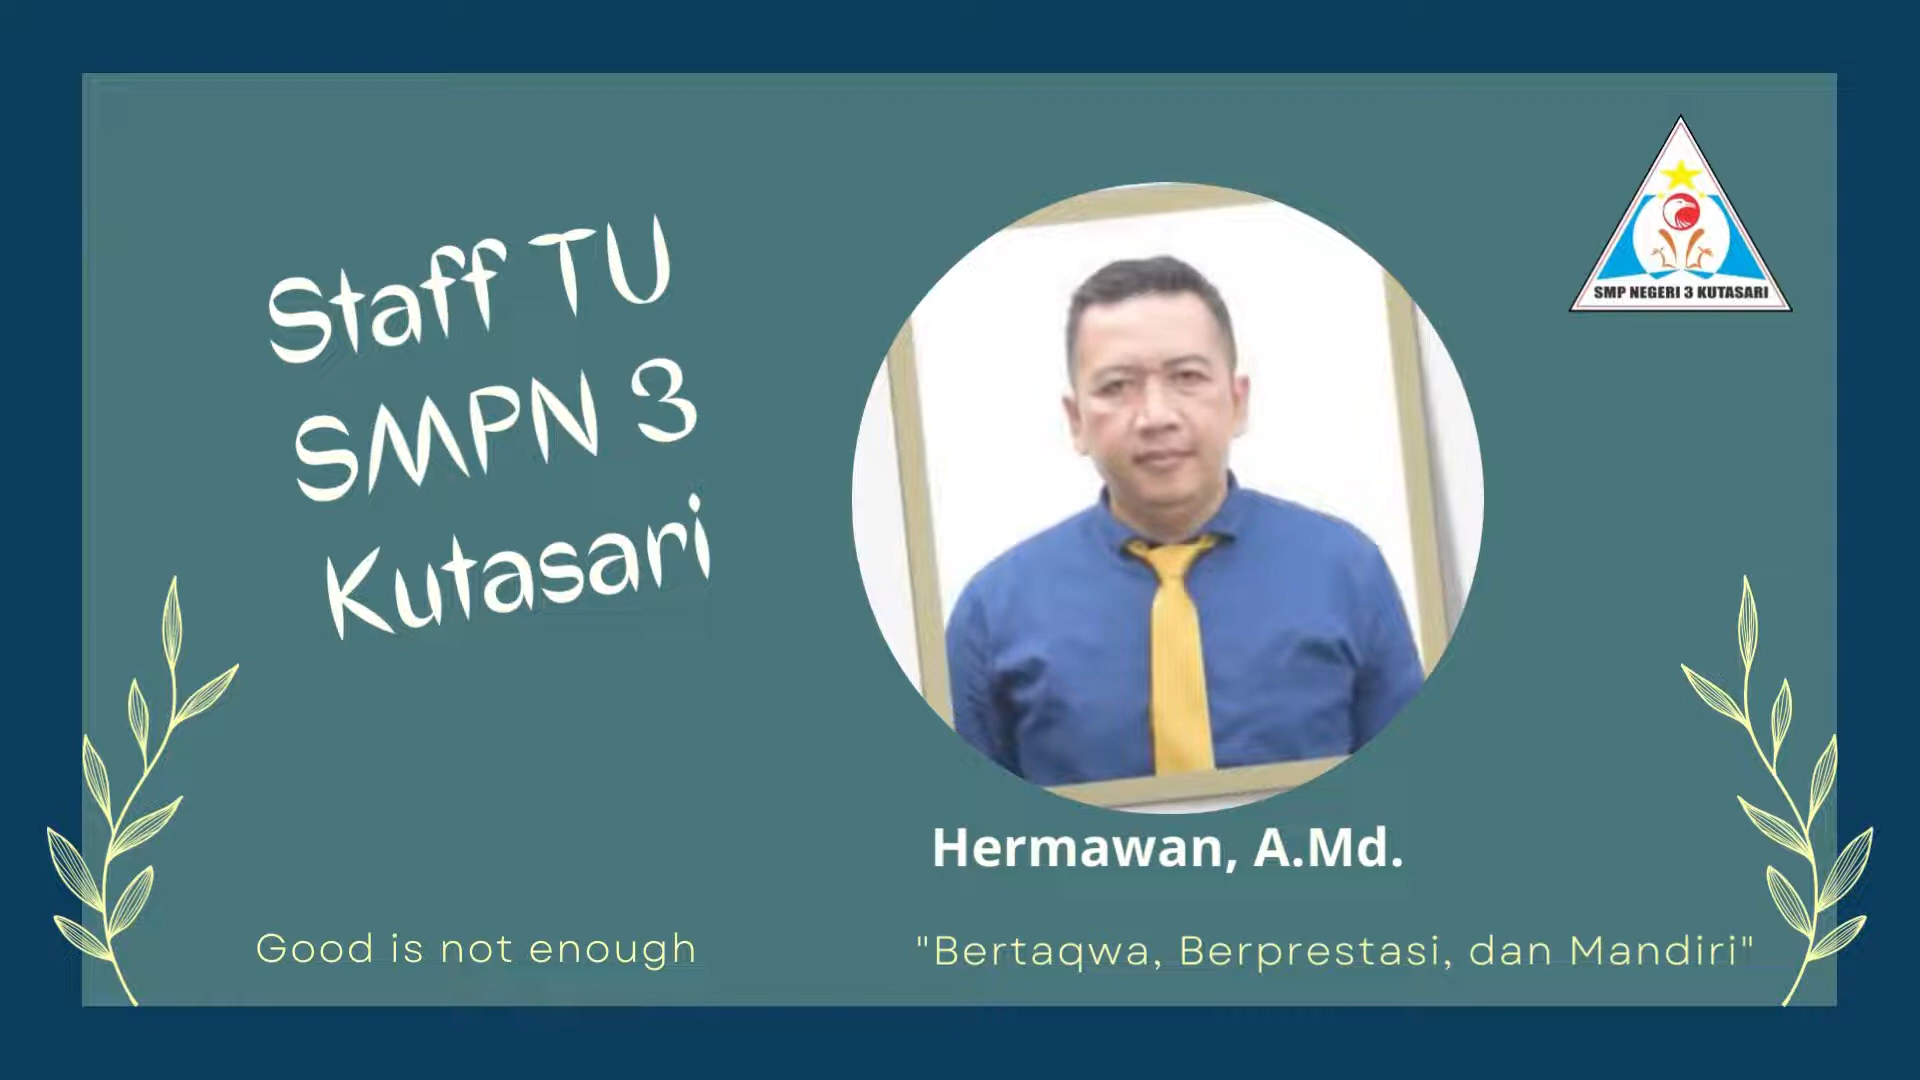 Staff TU
SMPN 3
Kutasari
SMP NEGERI 3 KUTASARI
Hermawan, A.Md.
Good is not enough
"Bertaqwa, Berprestasi, dan Mandiri"